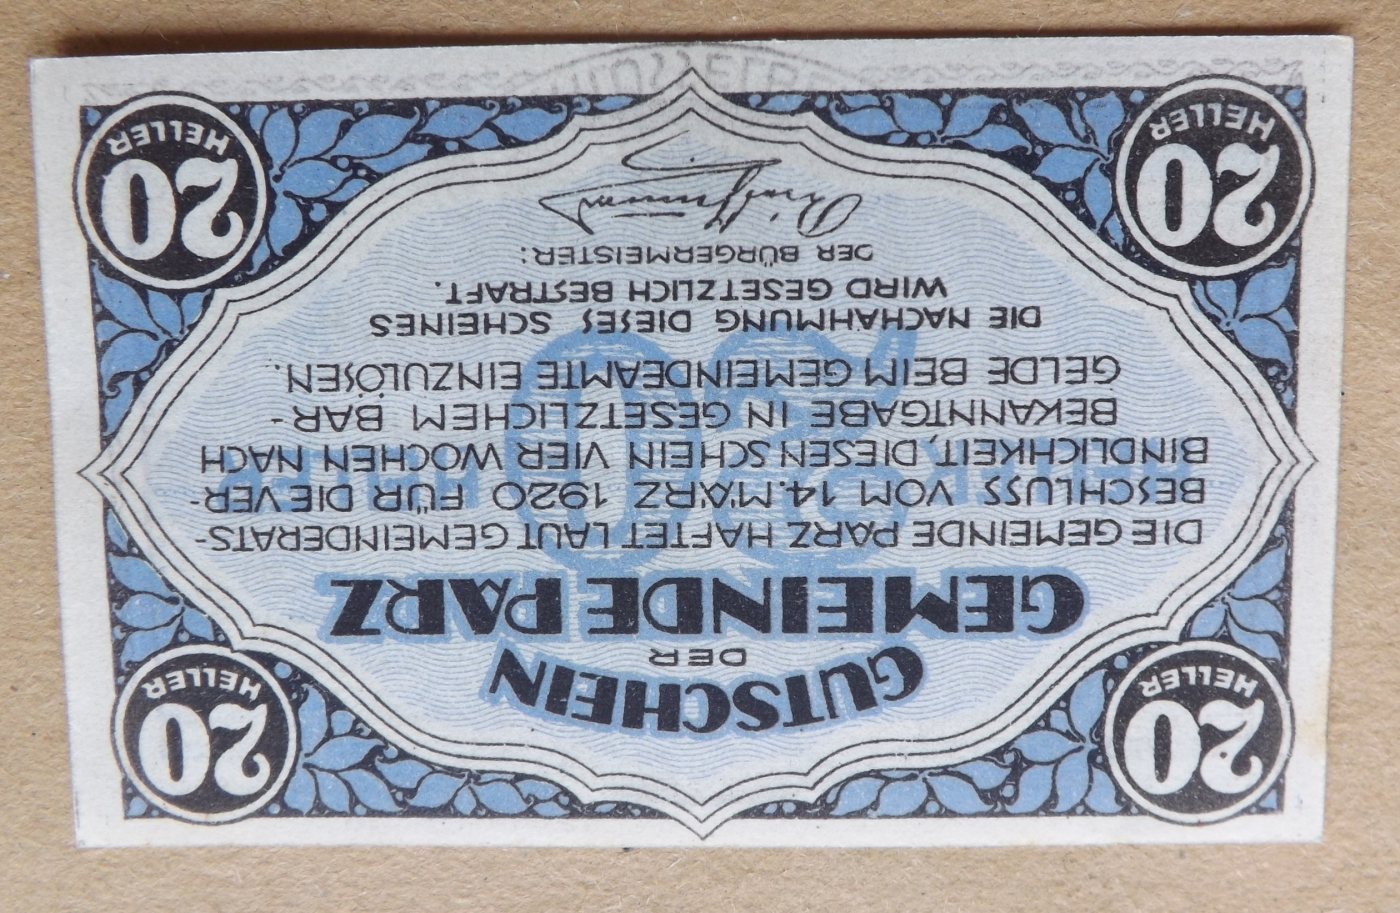 20
HELLER
20
HELLER
GUTSCHEIN
DER
GEMEINDE PARZ
DIE GEMEINDE PARZ HAFTET LAUT GEMEINDERATS-
BESCHLUSS VOM 14. MÄRZ 1920 FÜR DIE VER-
BINDLICHKEIT, DIESEN SCHEIN VIER WOCHEN NACH
BEKANNTGABE IN GESETZLICHEM BAR-
GELDE BEIM GEMEINDEAMTE EINZULÖSEN.
DIE NACHAHMUNG DIESES SCHEINES
WIRD GESETZLICH BESTRAFT.
DER BÜRGERMEISTER:
20
HELLER
20
HELLER